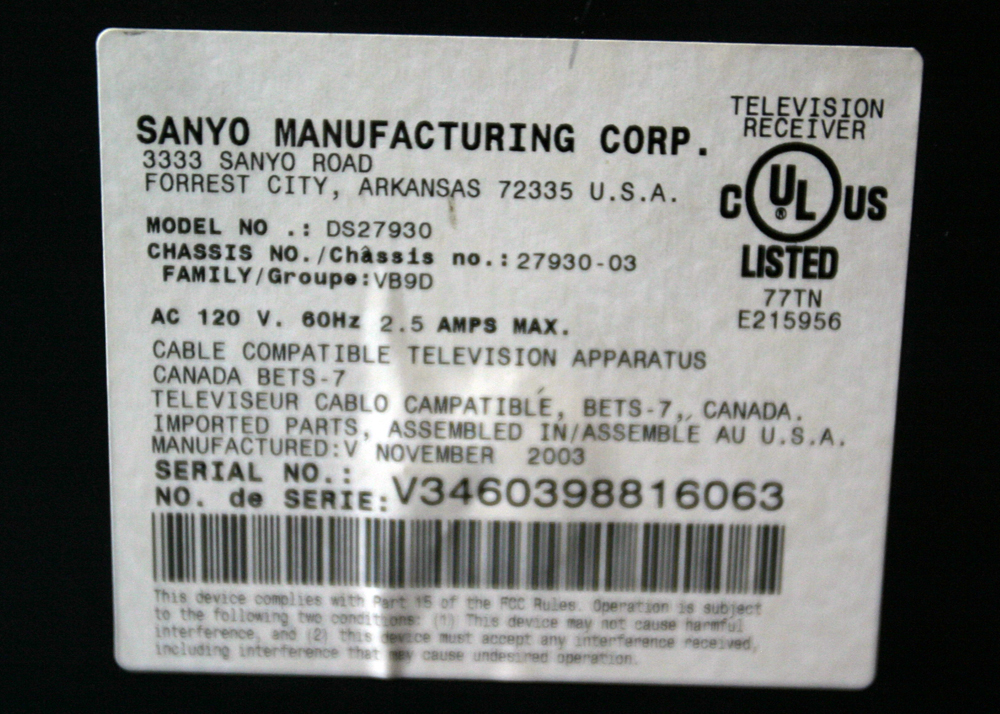 SANYO MANUFACTURING CORP.
3333 SANYO ROAD
FORREST CITY, ARKANSAS 72335 U.S.A.
TELEVISION
RECEIVER
C UL ® US
LISTED
77TN
E215956
MODEL NO .: DS27930
CHASSIS NO./Châssis no.: 27930-03
FAMILY/Groupe: VB9D
AC 120 V. 60Hz 2.5 AMPS MAX.
CABLE COMPATIBLE TELEVISION APPARATUS
CANADA BETS-7
TELEVISEUR CABLO CAMPATIBLÉ, BETS-7,, CANADA.
IMPORTED PARTS, ASSEMBLED IN/ASSEMBLE AU U.S.A.
MANUFACTURED: V NOVEMBER 2003
SERIAL NO.:
NO. de SERIE: V3460398816063
This device complies with Part 15 of the FCC Rules. Operation is subject
to the following two conditions: (1) This device may not cause harmful
interference, and (2) this device must accept any interference received,
including interference that may cause undesired operation.